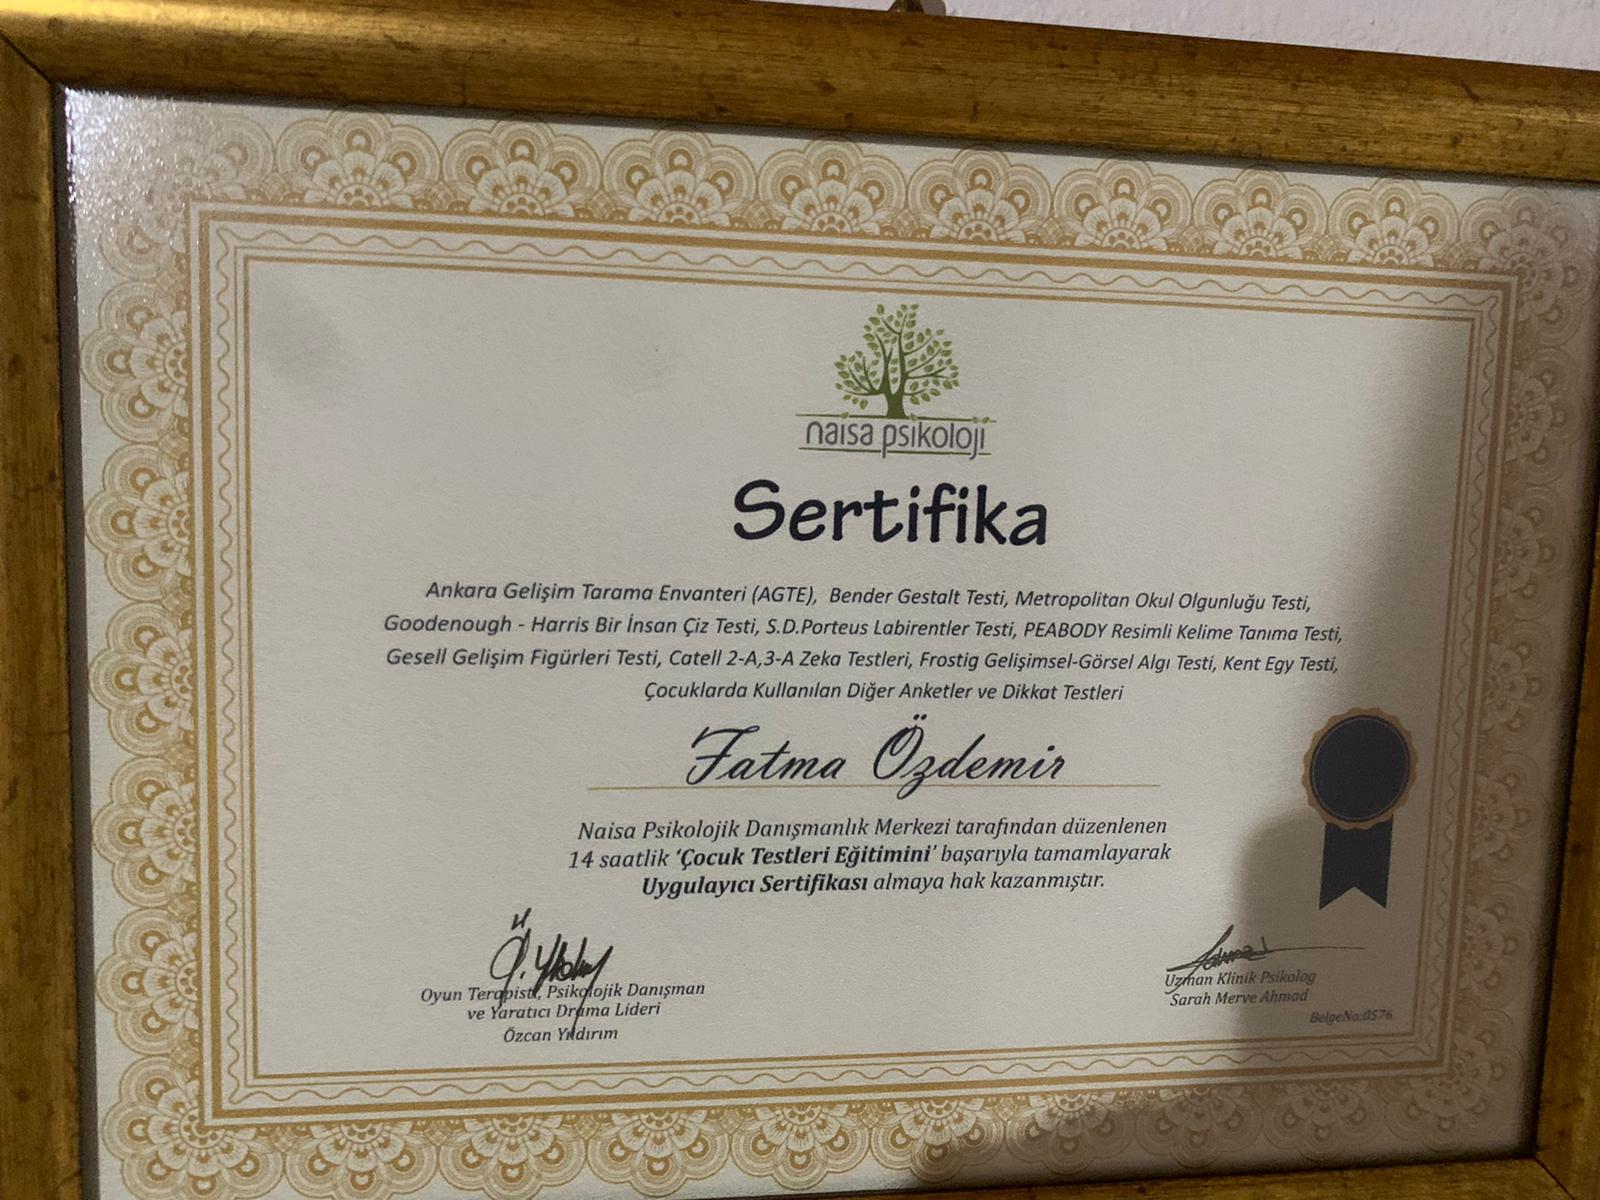 naisa psikoloji
Sertifika
Ankara Gelişim Tarama Envanteri (AGTE), Bender Gestalt Testi, Metropolitan Okul Olgunluğu Testi,
Goodenough - Harris Bir İnsan Çiz Testi, S.D.Porteus Labirentler Testi, PEABODY Resimli Kelime Tanıma Testi,
Gesell Gelişim Figürleri Testi, Catell 2-A,3-A Zeka Testleri, Frostig Gelişimsel-Görsel Algı Testi, Kent Egy Testi,
Çocuklarda Kullanılan Diğer Anketler ve Dikkat Testleri
Fatma Özdemir
Naisa Psikolojik Danışmanlık Merkezi tarafından düzenlenen
14 saatlik ‘Çocuk Testleri Eğitimini’ başarıyla tamamlayarak
Uygulayıcı Sertifikası almaya hak kazanmıştır.
Oyun Terapisti, Psikolojik Danışman
ve Yaratıcı Drama Lideri
Özcan Yıldırım
Uzman Klinik Psikolog
Sarah Merve Ahmad
BelgeNo:0576